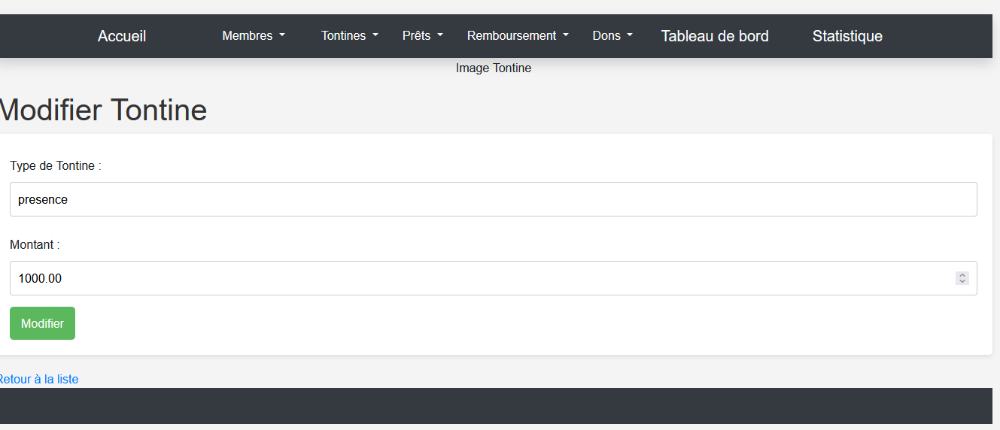 Accueil Membres Tontines Prêts Remboursement Dons Tableau de bord Statistique
Image Tontine
Modifier Tontine
Type de Tontine :
presence
Montant :
1000.00
Modifier
Retour à la liste